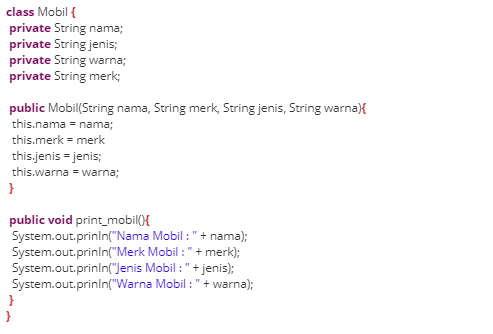 class Mobil {
private String nama;
private String jenis;
private String warna;
private String merk;
public Mobil(String nama, String merk, String jenis, String warna){
this.nama = nama;
this.merk = merk
this.jenis = jenis;
this.warna = warna;
}
public void print_mobil(){
System.out.prinln("Nama Mobil : " + nama);
System.out.prinln("Merk Mobil : " + merk);
System.out.prinln("Jenis Mobil : " + jenis);
System.out.prinln("Warna Mobil : " + warna);
}
}